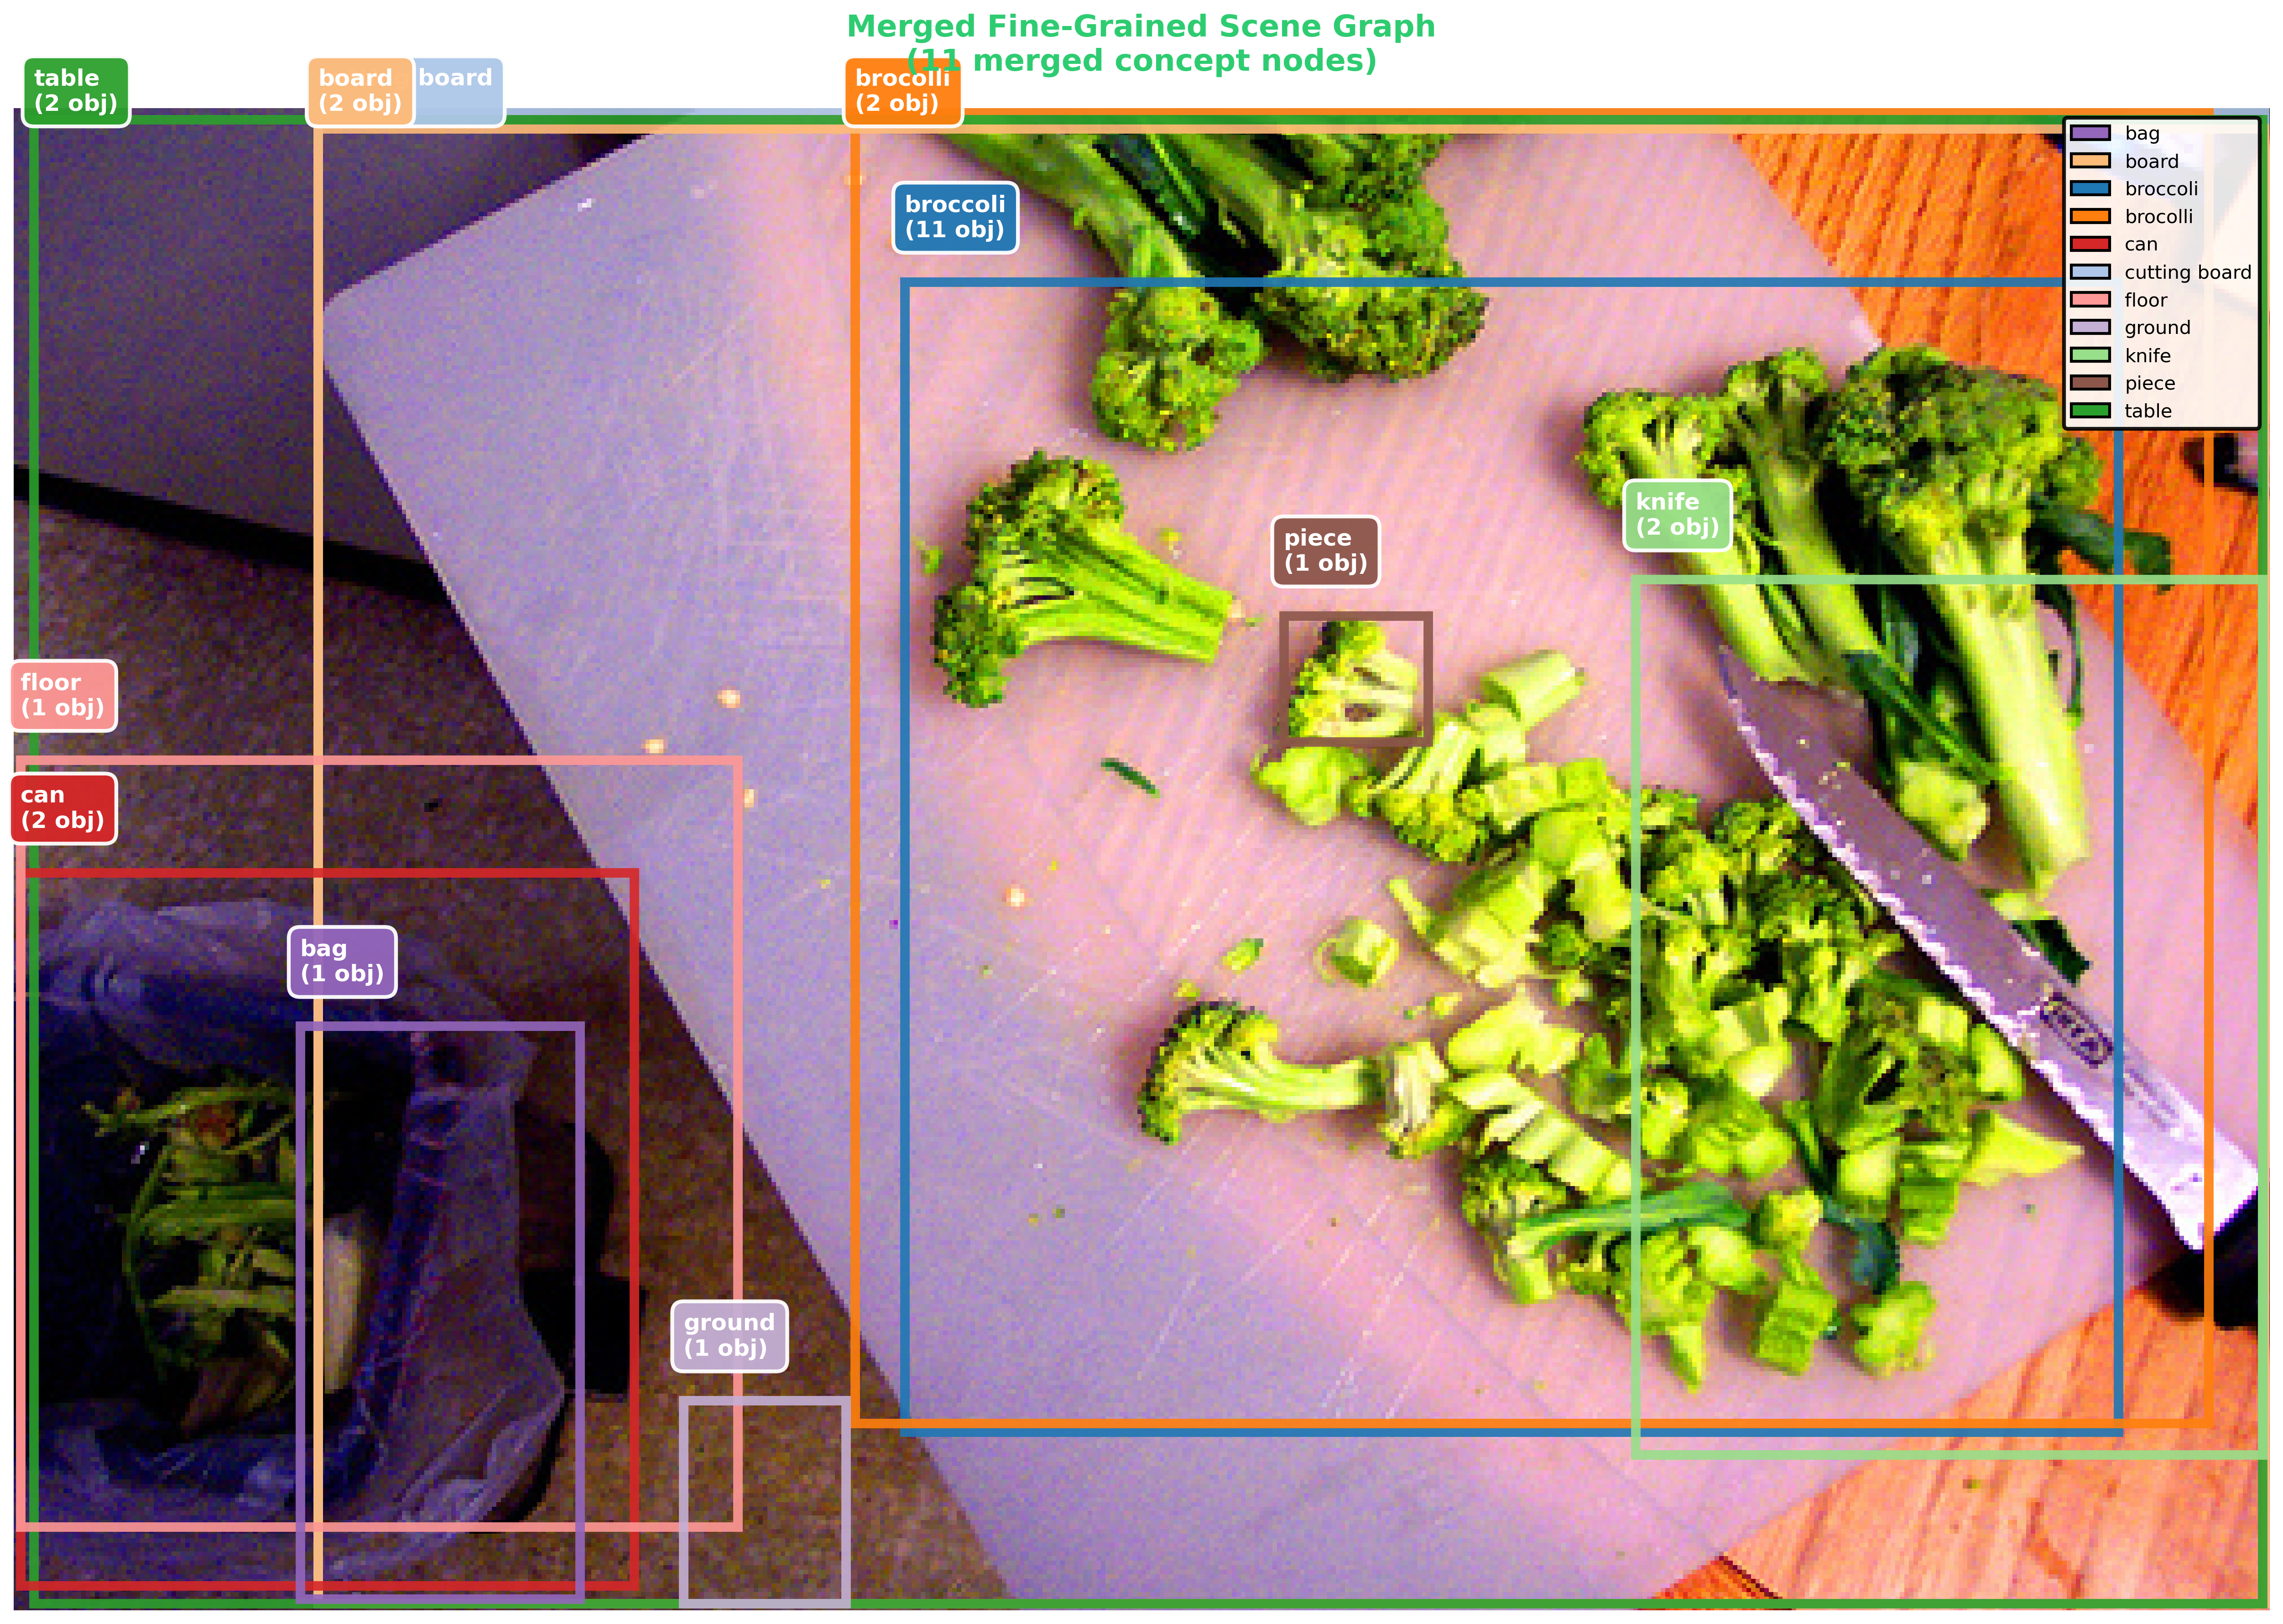 Merged Fine-Grained Scene Graph
(11 merged concept nodes)
table
(2 obj)
board
(2 obj)
board
brocolli
(2 obj)
bag
board
broccoli
brocolli
can
cutting board
floor
ground
knife
piece
table
broccoli
(11 obj)
knife
(2 obj)
piece
(1 obj)
floor
(1 obj)
can
(2 obj)
bag
(1 obj)
IKEA
ground
(1 obj)